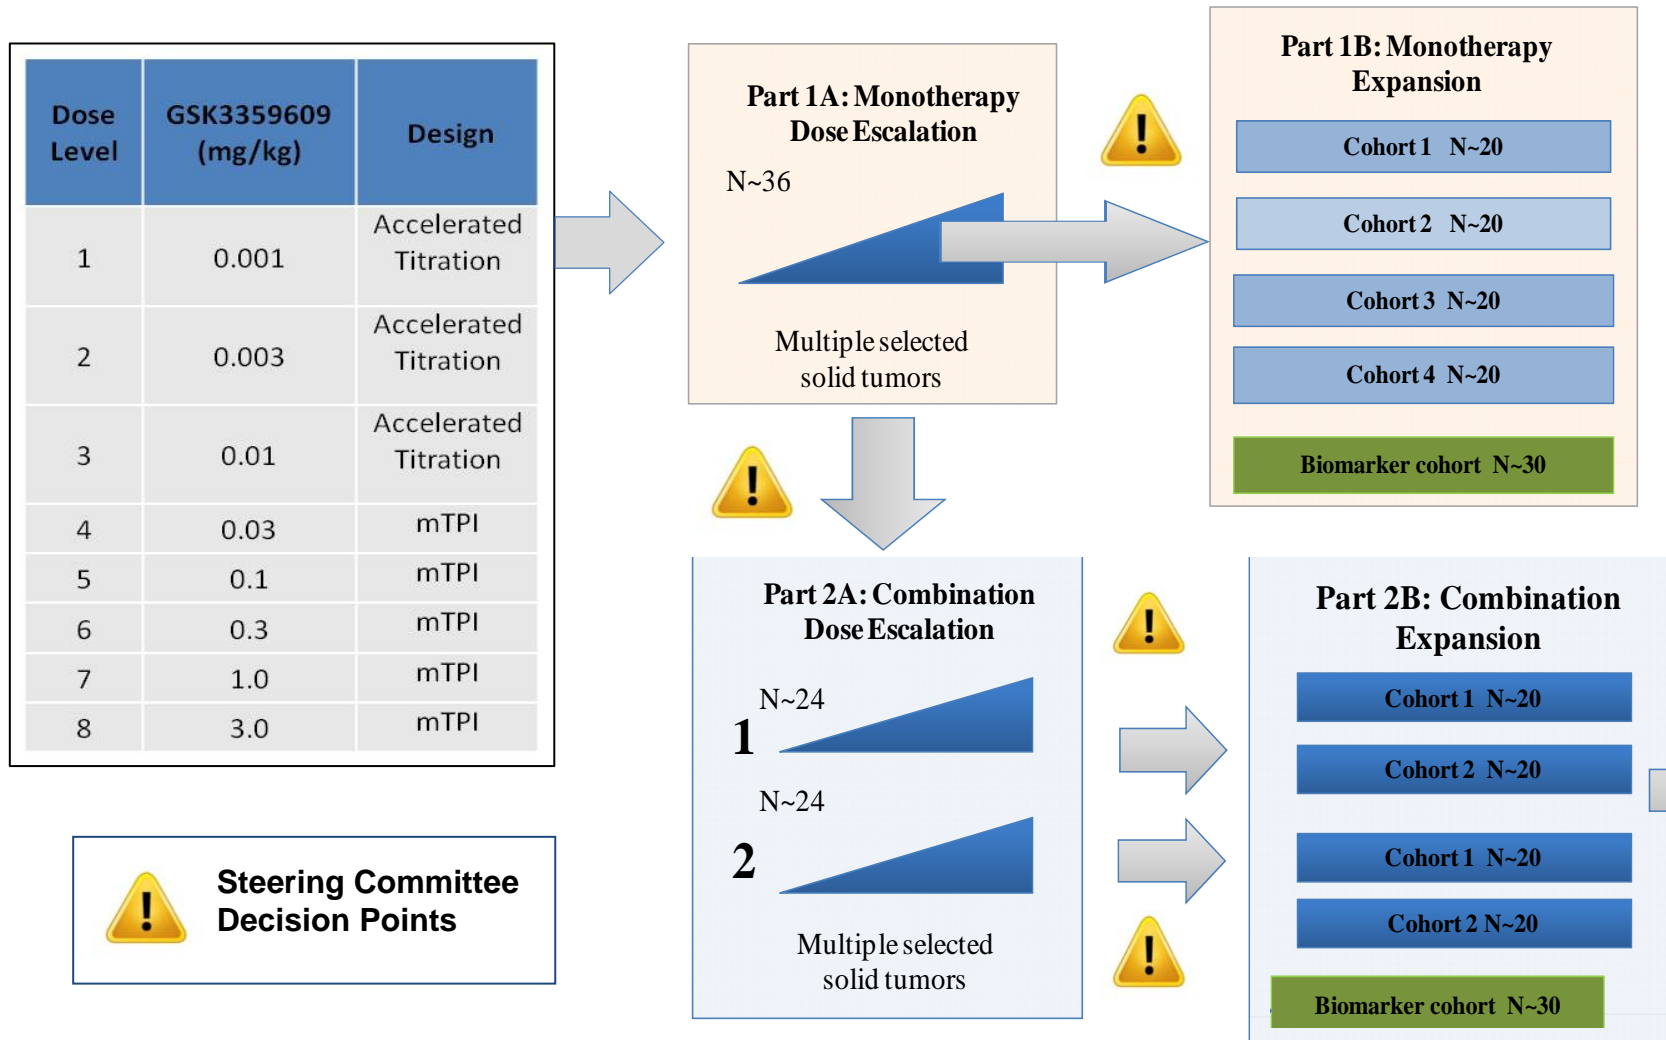 Dose Level
GSK3359609 (mg/kg)
Design
1 0.001 Accelerated Titration
2 0.003 Accelerated Titration
3 0.01 Accelerated Titration
4 0.03 mTPI
5 0.1 mTPI
6 0.3 mTPI
7 1.0 mTPI
8 3.0 mTPI
Steering Committee
Decision Points
Part 1A: Monotherapy
Dose Escalation
N~36
Multiple selected
solid tumors
Part 1B: Monotherapy
Expansion
Cohort 1 N~20
Cohort 2 N~20
Cohort 3 N~20
Cohort 4 N~20
Biomarker cohort N~30
Part 2A: Combination
Dose Escalation
N~24
1
N~24
2
Multiple selected
solid tumors
Part 2B: Combination
Expansion
Cohort 1 N~20
Cohort 2 N~20
Cohort 1 N~20
Cohort 2 N~20
Biomarker cohort N~30